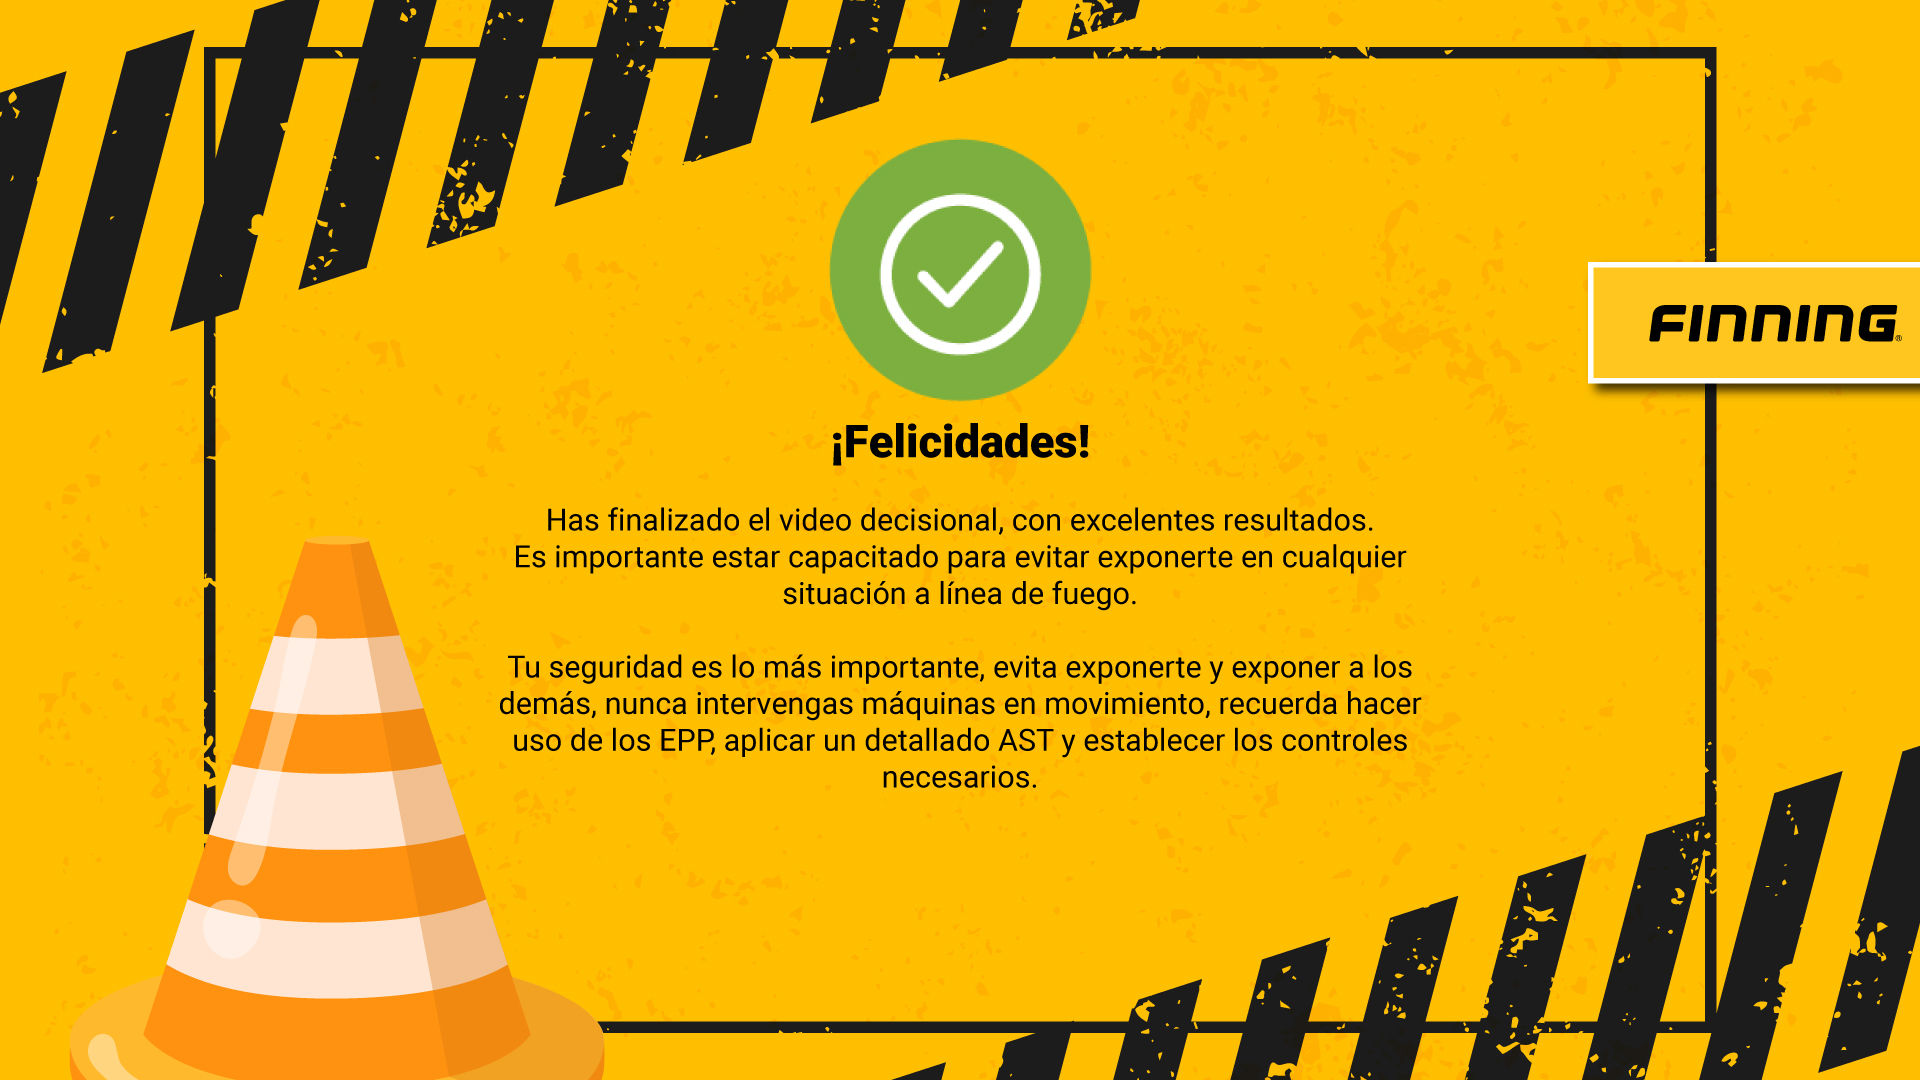 FINNING®
¡Felicidades!
Has finalizado el video decisional, con excelentes resultados.
Es importante estar capacitado para evitar exponerte en cualquier
situación a línea de fuego.
Tu seguridad es lo más importante, evita exponerte y exponer a los
demás, nunca intervengas máquinas en movimiento, recuerda hacer
uso de los EPP, aplicar un detallado AST y establecer los controles
necesarios.